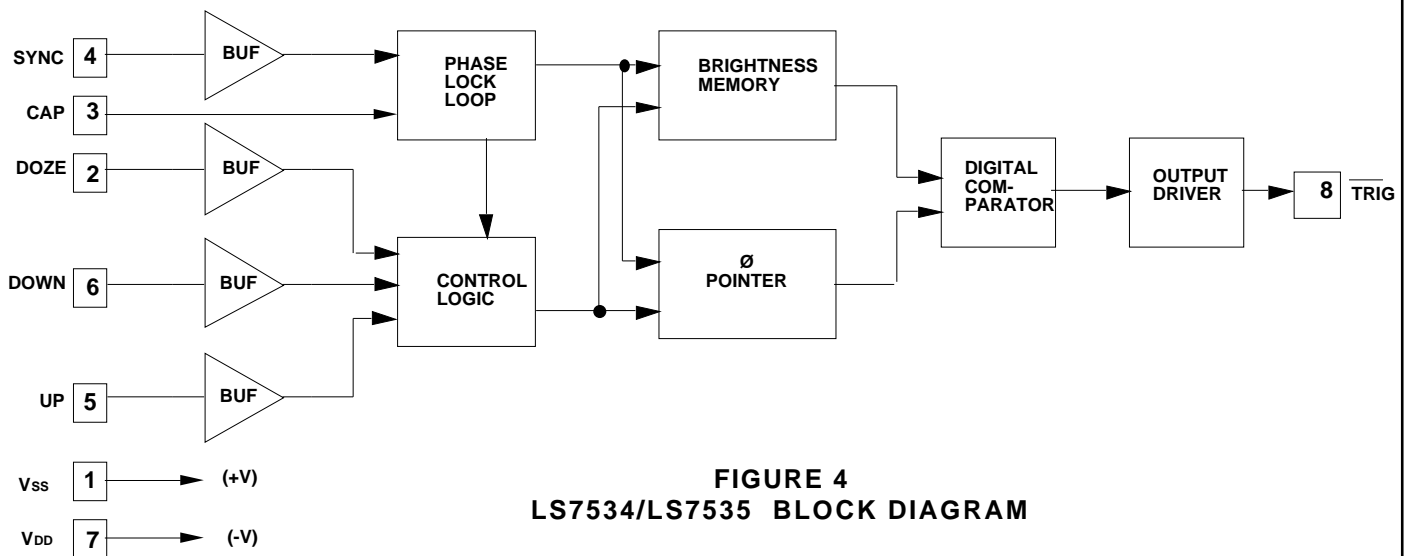 SYNC 4 BUF
CAP 3
DOZE 2 BUF
DOWN 6 BUF
UP 5 BUF
VSS 1 (+V)
VDD 7 (-V)
PHASE
LOCK
LOOP
CONTROL
LOGIC
BRIGHTNESS
MEMORY
Ø
POINTER
DIGITAL
COM-
PARATOR
OUTPUT
DRIVER
8 TRIG
FIGURE 4
LS7534/LS7535 BLOCK DIAGRAM